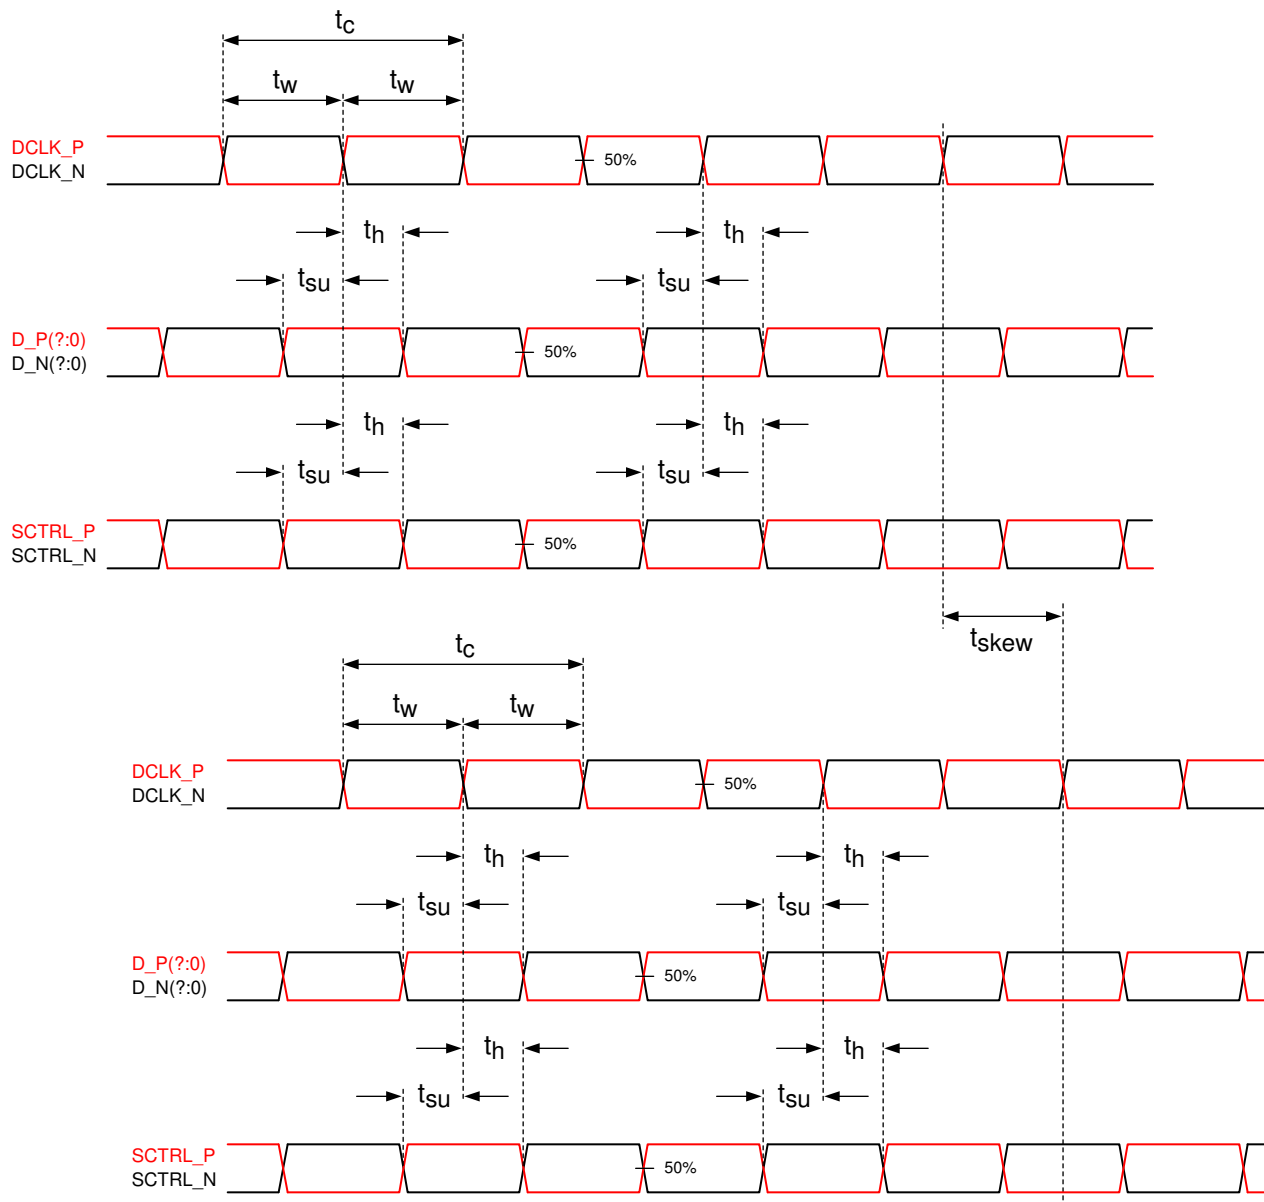 tc
tw tw
DCLK_P
DCLK_N
50%
th th
tsu tsu
D_P(?:0)
D_N(?:0)
50%
th th
tsu tsu
SCTRL_P
SCTRL_N
50%
tskew
tc
tw tw
DCLK_P
DCLK_N
50%
th th
tsu tsu
D_P(?:0)
D_N(?:0)
50%
th th
tsu tsu
SCTRL_P
SCTRL_N
50%